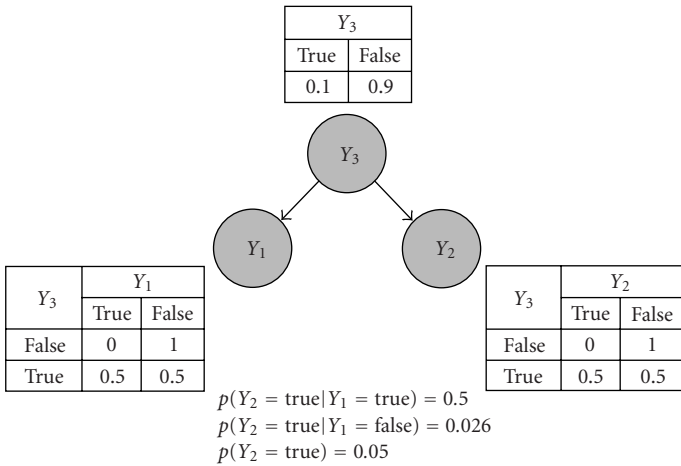 Y3
True False
0.1 0.9
Y3
Y1 Y2
Y3 Y1
True False
False 0 1
True 0.5 0.5
Y3 Y2
True False
False 0 1
True 0.5 0.5
p(Y2 = true|Y1 = true) = 0.5
p(Y2 = true|Y1 = false) = 0.026
p(Y2 = true) = 0.05